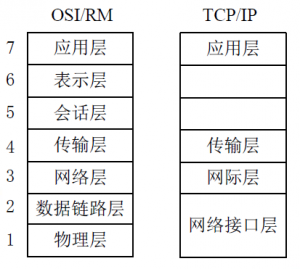 OSI/RM TCP/IP
7 应用层 应用层
6 表示层
5 会话层
4 传输层 传输层
3 网络层 网际层
2 数据链路层 网络接口层
1 物理层